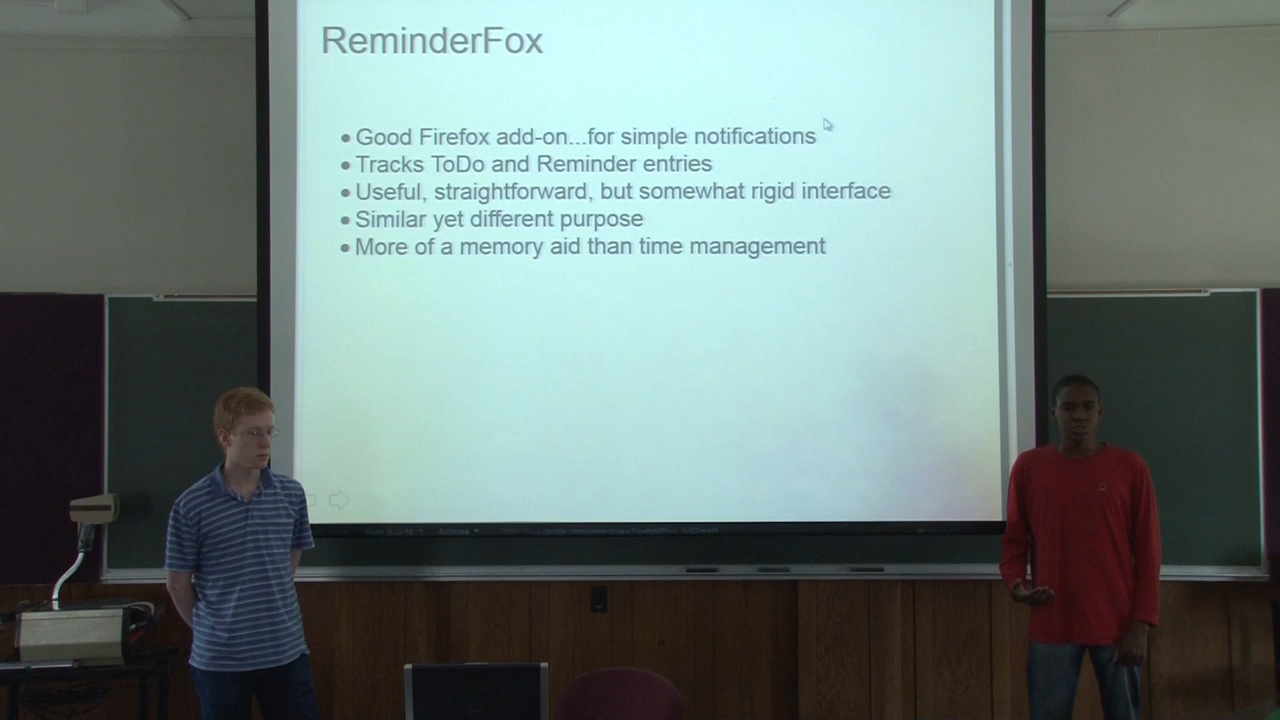 ReminderFox
• Good Firefox add-on...for simple notifications
• Tracks ToDo and Reminder entries
• Useful, straightforward, but somewhat rigid interface
• Similar yet different purpose
• More of a memory aid than time management
Actions